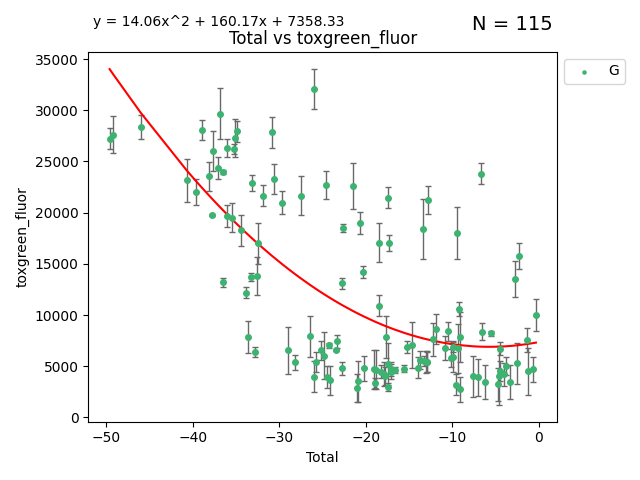 y = 14.06x^2 + 160.17x + 7358.33
N = 115
Total vs toxgreen_fluor
G
35000
30000
25000
20000
15000
10000
5000
0
toxgreen_fluor
−50 −40 −30 −20 −10 0
Total